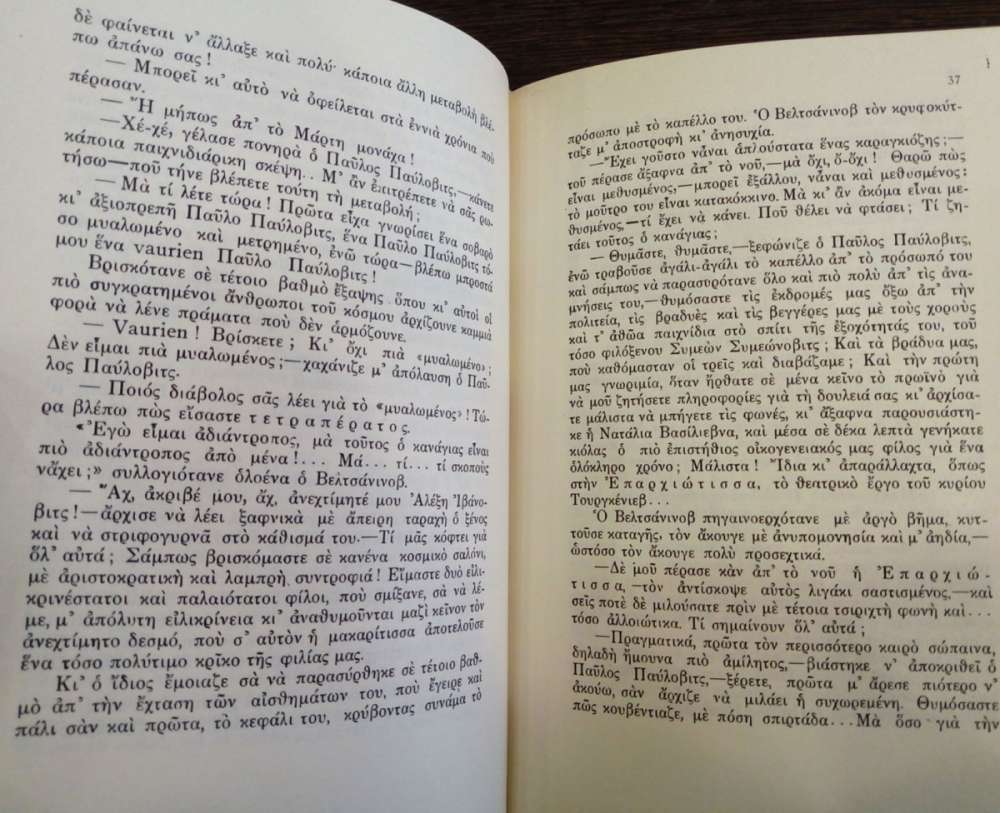 δὲ φαίνεται ν' ἄλλαξε καὶ πολύ· κάποια ἄλλη μεταβολὴ βλέ-
πω ἀπάνω σας!
— Μπορεῖ κι' αὐτὸ νὰ ὀφείλεται στὰ ἐννιὰ χρόνια ποὺ
πέρασαν.
— Ἢ μήπως ἀπ' τὸ Μάρτη μονάχα!
— Χέ-χέ, γέλασε πονηρὰ ὁ Παῦλος Παύλοβιτς,—κάνετε
κάποια παιχνιδιάρικη σκέψη.. Μ' ἂν ἐπιτρέπετε νὰ σᾶς ρω-
τήσω—ποῦ τήνε βλέπετε τούτη τὴ μεταβολή;
— Μὰ τί λέτε τώρα! Πρῶτα εἶχα γνωρίσει ἕνα σοβαρὸ
κι' ἀξιοπρεπῆ Παῦλο Παύλοβιτς, ἕνα Παῦλο Παύλοβιτς τό-
σο μυαλωμένο καὶ μετρημένο, ἐνῶ τώρα—βλέπω μπροστά
μου ἕνα vaurien Παῦλο Παύλοβιτς!
Βρισκότανε σὲ τέτοιο βαθμὸ ἔξαψης ὅπου κι' αὐτοὶ οἱ
πιὸ συγκρατημένοι ἄνθρωποι τοῦ κόσμου ἀρχίζουνε καμμιὰ
φορὰ νὰ λένε πράματα ποὺ δὲν ἁρμόζουνε.
— Vaurien! Βρίσκετε; Κι' ὄχι πιὰ «μυαλωμένος»;
Δὲν εἶμαι πιὰ μυαλωμένος;—χαχάνιζε μ' ἀπόλαυση ὁ Παῦ-
λος Παύλοβιτς.
— Ποιός διάβολος σᾶς λέει γιὰ τὸ «μυαλωμένος»! Τώ-
ρα βλέπω πὼς εἴσαστε τετραπέρατος.
«Ἐγὼ εἶμαι ἀδιάντροπος, μὰ τοῦτος ὁ κανάγιας εἶναι
πιὸ ἀδιάντροπος ἀπὸ μένα!... Μά... τί... τί σκοποὺς
νἄχει;» συλλογιότανε ὁλοένα ὁ Βελτσάνινοβ.
— Ἄχ, ἀκριβέ μου, ἄχ, ἀνεχτίμητέ μου Ἀλέξη Ἰβάνο-
βιτς!—ἄρχισε νὰ λέει ξαφνικὰ μὲ ἄπειρη ταραχὴ ὁ ξένος
καὶ νὰ στριφογυρνᾶ στὸ κάθισμά του.—Τί μᾶς κόφτει γιὰ
ὅλ' αὐτά; Σάμπως βρισκόμαστε σὲ κανένα κοσμικὸ σαλόνι,
μὲ ἀριστοκρατικὴ καὶ λαμπρὴ συντροφιά! Εἴμαστε δυὸ εἰλι-
κρινέστατοι καὶ παλαιότατοι φίλοι, ποὺ σμίξανε, σὰ νὰ λέ-
με, μ' ἀπόλυτη εἰλικρίνεια κι' ἀναθυμοῦνται μαζὶ κεῖνον τὸν
ἀνεχτίμητο δεσμό, ποὺ σ' αὐτὸν ἡ μακαρίτισσα ἀποτελοῦσε
ἕνα τόσο πολύτιμο κρίκο τῆς φιλίας μας.
Κι' ὁ ἴδιος ἔμοιαζε σὰ νὰ παρασύρθηκε σὲ τέτοιο βαθ-
μὸ ἀπ' τὴν ἔχταση τῶν αἰσθημάτων του, ποὺ ἔγειρε καὶ
πάλι σὰν καὶ πρῶτα, τὸ κεφάλι του, κρύβοντας συνάμα τὸ
37
πρόσωπο μὲ τὸ καπέλλο του. Ὁ Βελτσάνινοβ τὸν κρυφοκύτ-
ταζε μ' ἀποστροφὴ κι' ἀνησυχία.
—Ἔχει γοῦστο νἆναι ἁπλούστατα ἕνας καραγκιόζης;—
τοῦ πέρασε ἄξαφνα ἀπ' τὸ νοῦ,—μὰ ὄχι, ὄ-ὄχι! Θαρῶ πὼς
εἶναι μεθυσμένος,—μπορεῖ ἐξάλλου, νἆναι καὶ μεθυσμένος:
τὸ μοῦτρο του εἶναι κατακόκκινο. Μὰ κι' ἂν ἀκόμα εἶναι με-
θυσμένος,—τί ἔχει νὰ κάνει. Ποῦ θέλει νὰ φτάσει; Τί ζη-
τάει τοῦτος ὁ κανάγιας;
— Θυμᾶστε, θυμᾶστε,—ξεφώνιζε ὁ Παῦλος Παύλοβιτς,
ἐνῶ τραβοῦσε ἀγάλι-ἀγάλι τὸ καπέλλο ἀπ' τὸ πρόσωπό του
καὶ σάμπως νὰ παρασυρότανε ὅλο καὶ πιὸ πολὺ ἀπ' τὶς ἀνα-
μνήσεις του,—θυμόσαστε τὶς ἐκδρομές μας ὄξω ἀπ' τὴν
πολιτεία, τὶς βραδυὲς καὶ τὶς βεγγέρες μας μὲ τοὺς χοροὺς
καὶ τ' ἀθῶα παιχνίδια στὸ σπίτι τῆς ἐξοχότητάς του, τοῦ
τόσο φιλόξενου Συμεὼν Συμεώνοβιτς; Καὶ τὰ βράδυα μας,
ποὺ καθόμασταν οἱ τρεῖς καὶ διαβάζαμε; Καὶ τὴν πρώτη
μας γνωριμία, ὅταν ἤρθατε σὲ μένα κεῖνο τὸ πρωϊνὸ γιὰ
νὰ μοῦ ζητήσετε πληροφορίες γιὰ τὴ δουλειά σας κι' ἀρχίσα-
τε μάλιστα νὰ μπήγετε τὶς φωνές, κι' ἄξαφνα παρουσιάστη-
κε ἡ Νατάλια Βασίλιεβνα, καὶ μέσα σὲ δέκα λεπτὰ γενήκατε
κιόλας ὁ πιὸ ἐπιστήθιος οἰκογενειακός μας φίλος γιὰ ἕνα
ὁλόκληρο χρόνο; Μάλιστα! Ἴδια κι' ἀπαράλλαχτα, ὅπως
στὴν Ἐπαρχιώτισσα, τὸ θεατρικὸ ἔργο τοῦ κυρίου
Τουργκένιεβ...
Ὁ Βελτσάνινοβ πηγαινοερχότανε μὲ ἀργὸ βῆμα, κυτ-
τοῦσε καταγῆς, τὸν ἄκουγε μὲ ἀνυπομονησία καὶ μ' ἀηδία,—
ὡστόσο τὸν ἄκουγε πολὺ προσεχτικά.
—Δὲ μοῦ πέρασε κὰν ἀπ' τὸ νοῦ ἡ Ἐπαρχιώ-
τισσα,—τὸν ἀντίσκοψε αὐτὸς λιγάκι σαστισμένος,—καὶ
σεῖς ποτὲ δὲ μιλούσατε πρὶν μὲ τέτοια τσιριχτὴ φωνὴ καὶ...
τόσο ἀλλοιώτικα. Τί σημαίνουν ὅλ' αὐτά;
—Πραγματικά, πρῶτα τὸν περισσότερο καιρὸ σώπαινα,
δηλαδὴ ἤμουνα πιὸ ἀμίλητος,—βιάστηκε ν' ἀποκριθεῖ ὁ
Παῦλος Παύλοβιτς,—ξέρετε, πρῶτα μ' ἄρεσε πιότερο ν'
ἀκούω, σὰν ἄρχιζε νὰ μιλάει ἡ συχωρεμένη. Θυμόσαστε
πῶς κουβέντιαζε, μὲ πόση σπιρτάδα...Μὰ ὅσο γιὰ τὴν